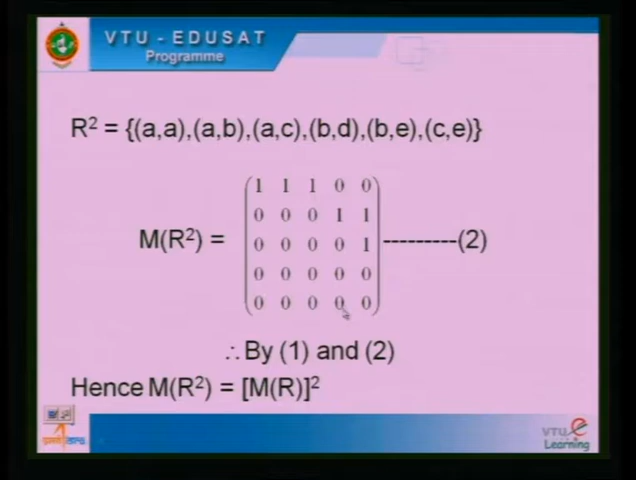 VTU - EDUSAT
Programme
R² = {(a,a),(a,b),(a,c),(b,d),(b,e),(c,e)}
1 1 1 0 0
0 0 0 1 1
M(R²) = 0 0 0 0 1 ---------(2)
0 0 0 0 0
0 0 0 0 0
∴By (1) and (2)
Hence M(R²) = [M(R)]²
VTU e
Learning